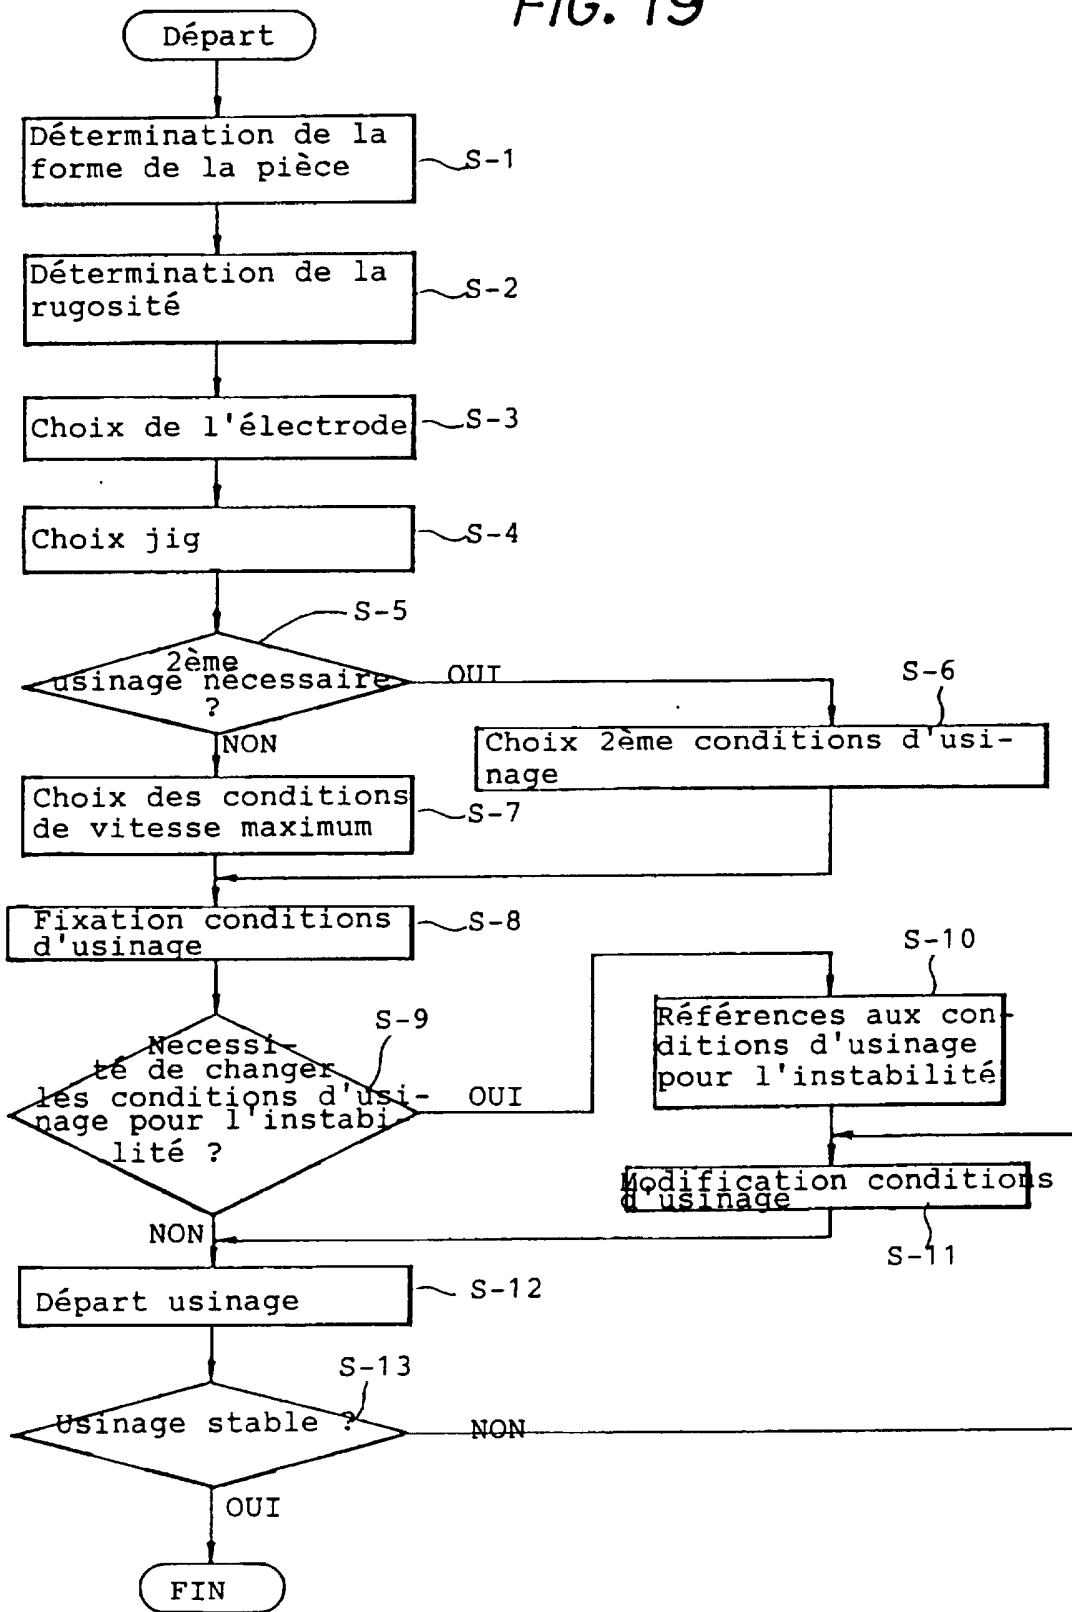 FIG. 19
Départ
Détermination de la
forme de la pièce
S-1
Détermination de la
rugosité
S-2
Choix de l'électrode
S-3
Choix jig
S-4
S-5
2ème
usinage nécessaire
?
OUI
NON
S-6
Choix 2ème conditions d'usi-
nage
Choix des conditions
de vitesse maximum
S-7
Fixation conditions
d'usinage
S-8
S-9
Necessi-
té de changer
les conditions d'usi-
nage pour l'instabi-
lité ?
OUI
NON
S-10
Références aux con-
ditions d'usinage
pour l'instabilité
Modification conditions
d'usinage
S-11
Départ usinage
S-12
S-13
Usinage stable ?
NON
OUI
FIN